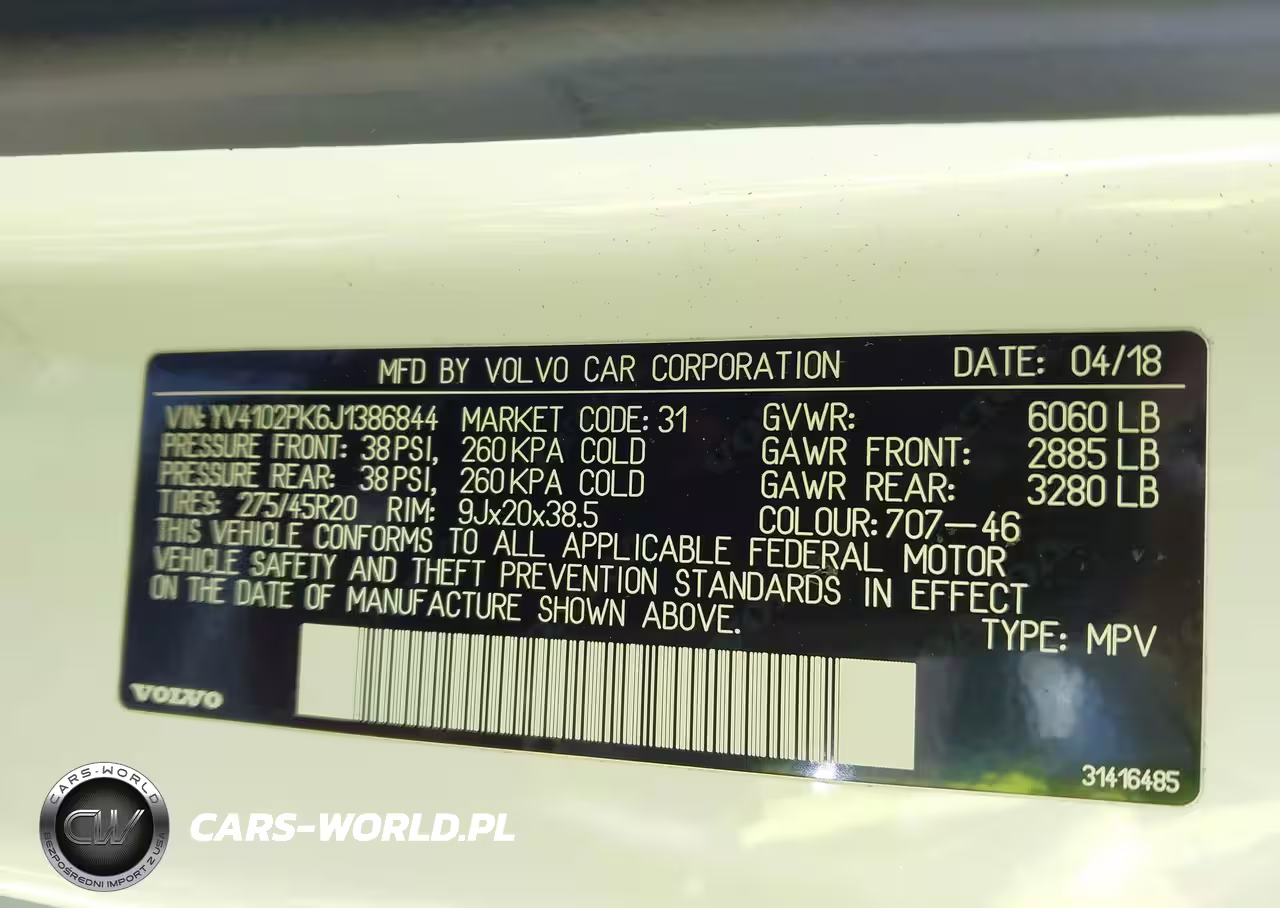 MFD BY VOLVO CAR CORPORATION DATE: 04/18
VIN: YV4102PK6J1386844 MARKET CODE: 31 GVWR: 6060 LB
PRESSURE FRONT: 38 PSI, 260 KPA COLD GAWR FRONT: 2885 LB
PRESSURE REAR: 38 PSI, 260 KPA COLD GAWR REAR: 3280 LB
TIRES: 275/45R20 RIM: 9Jx20x38.5 COLOUR: 707-46
THIS VEHICLE CONFORMS TO ALL APPLICABLE FEDERAL MOTOR
VEHICLE SAFETY AND THEFT PREVENTION STANDARDS IN EFFECT
ON THE DATE OF MANUFACTURE SHOWN ABOVE.
TYPE: MPV
VOLVO
31416485
CARS-WORLD
CW
BEZPOŚREDNI IMPORT Z USA
CARS-WORLD.PL